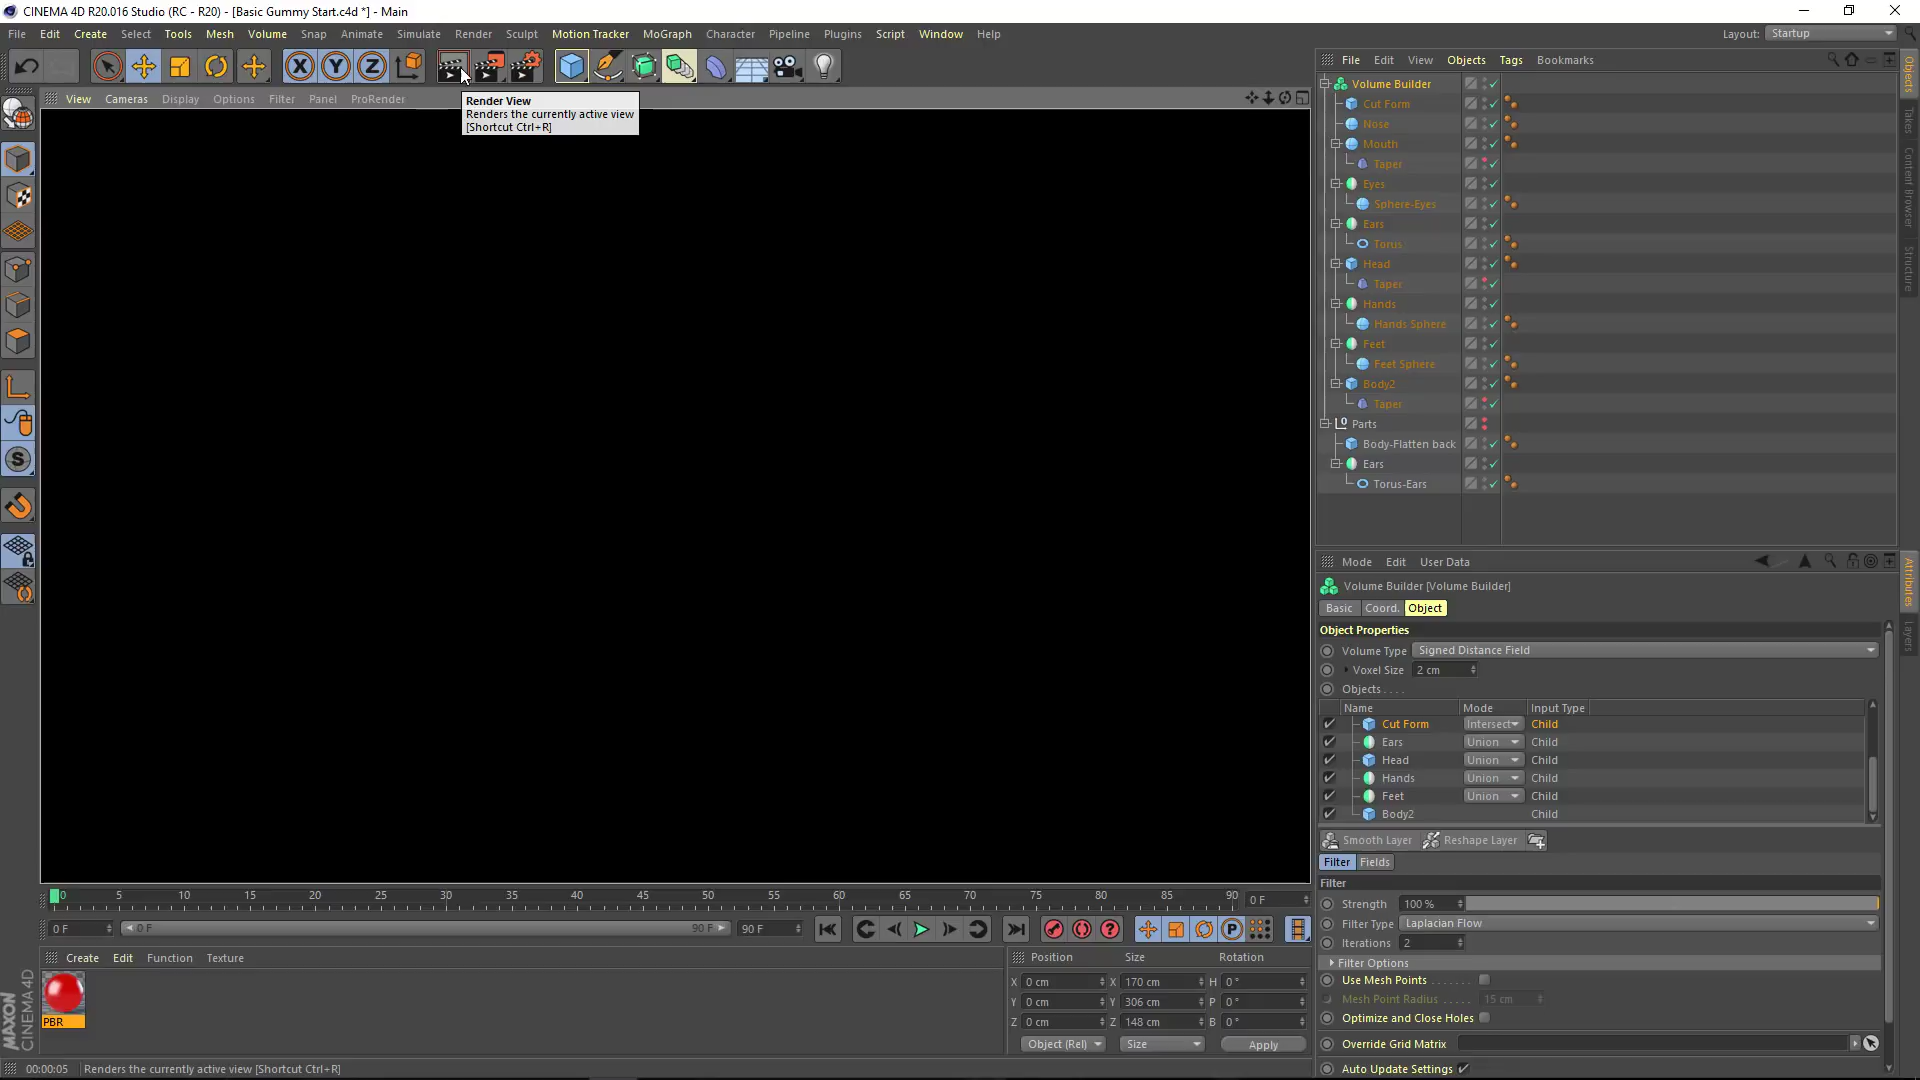 CINEMA 4D R20.016 Studio (RC - R20) - [Basic Gummy Start.c4d *] - Main
File Edit Create Select Tools Mesh Volume Snap Animate Simulate Render Sculpt Motion Tracker MoGraph Character Pipeline Plugins Script Window Help
Layout: Startup
X Y Z
View Cameras Display Options Filter Panel ProRender
Render View
Renders the currently active view
[Shortcut Ctrl+R]
File Edit View Objects Tags Bookmarks
Volume Builder
Cut Form
Nose
Mouth
Taper
Eyes
Sphere-Eyes
Ears
Torus
Head
Taper
Hands
Hands Sphere
Feet
Feet Sphere
Body2
Taper
Parts
Body-Flatten back
Ears
Torus-Ears
Objects
Takes
Content Browser
Structure
Mode Edit User Data
Volume Builder [Volume Builder]
Basic Coord. Object
Object Properties
Volume Type Signed Distance Field
Voxel Size 2 cm
Objects . . . .
Name Mode Input Type
Cut Form Intersect Child
Ears Union Child
Head Union Child
Hands Union Child
Feet Union Child
Body2 Child
Smooth Layer Reshape Layer
Filter Fields
Filter
Strength 100 %
Filter Type Laplacian Flow
Iterations 2
Filter Options
Use Mesh Points . . . . . . .
Mesh Point Radius . . . . . 15 cm
Optimize and Close Holes
Override Grid Matrix
Auto Update Settings
Attributes
Layers
0 5 10 15 20 25 30 35 40 45 50 55 60 65 70 75 80 85 90 0 F
0 F 0 F 90 F 90 F
Create Edit Function Texture
PBR
Position Size Rotation
X 0 cm X 170 cm H 0 °
Y 0 cm Y 306 cm P 0 °
Z 0 cm Z 148 cm B 0 °
Object (Rel) Size Apply
MAXON
CINEMA 4D
00:00:05 Renders the currently active view [Shortcut Ctrl+R]